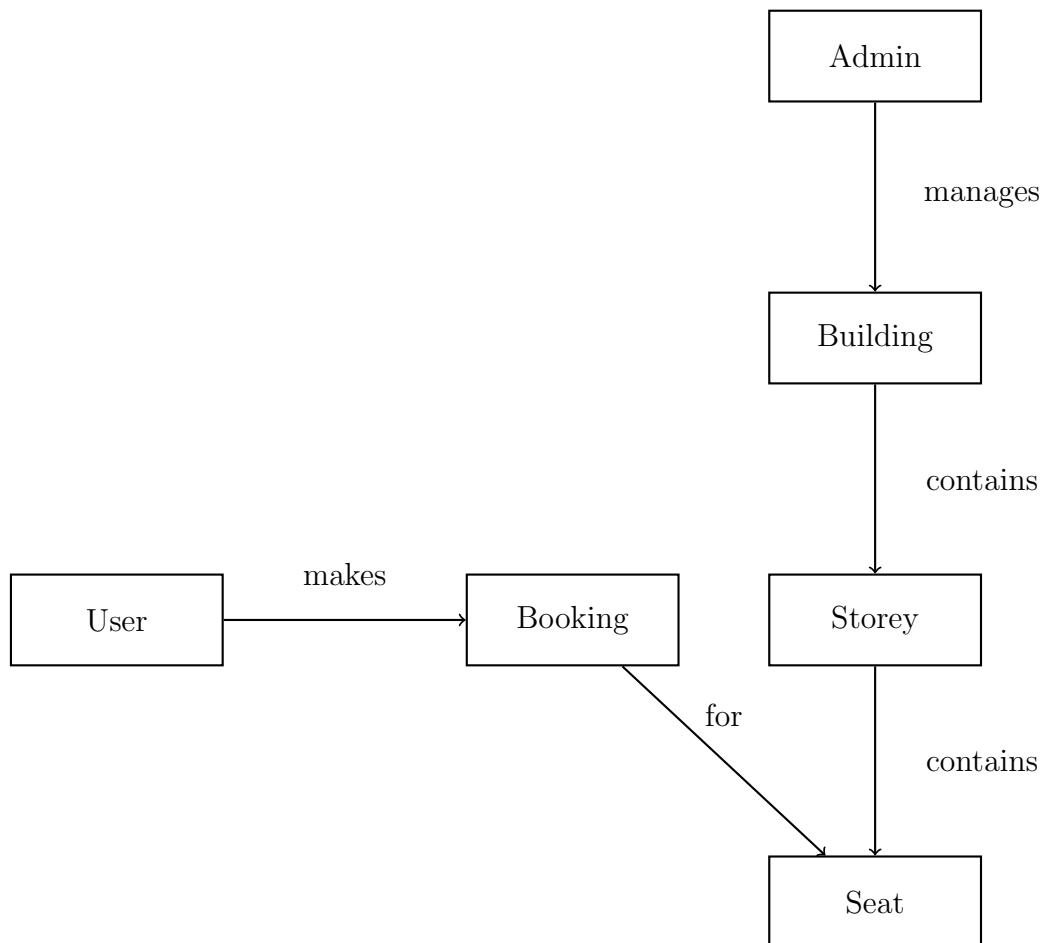 Admin
manages
Building
contains
makes
User
Booking
Storey
for
contains
Seat